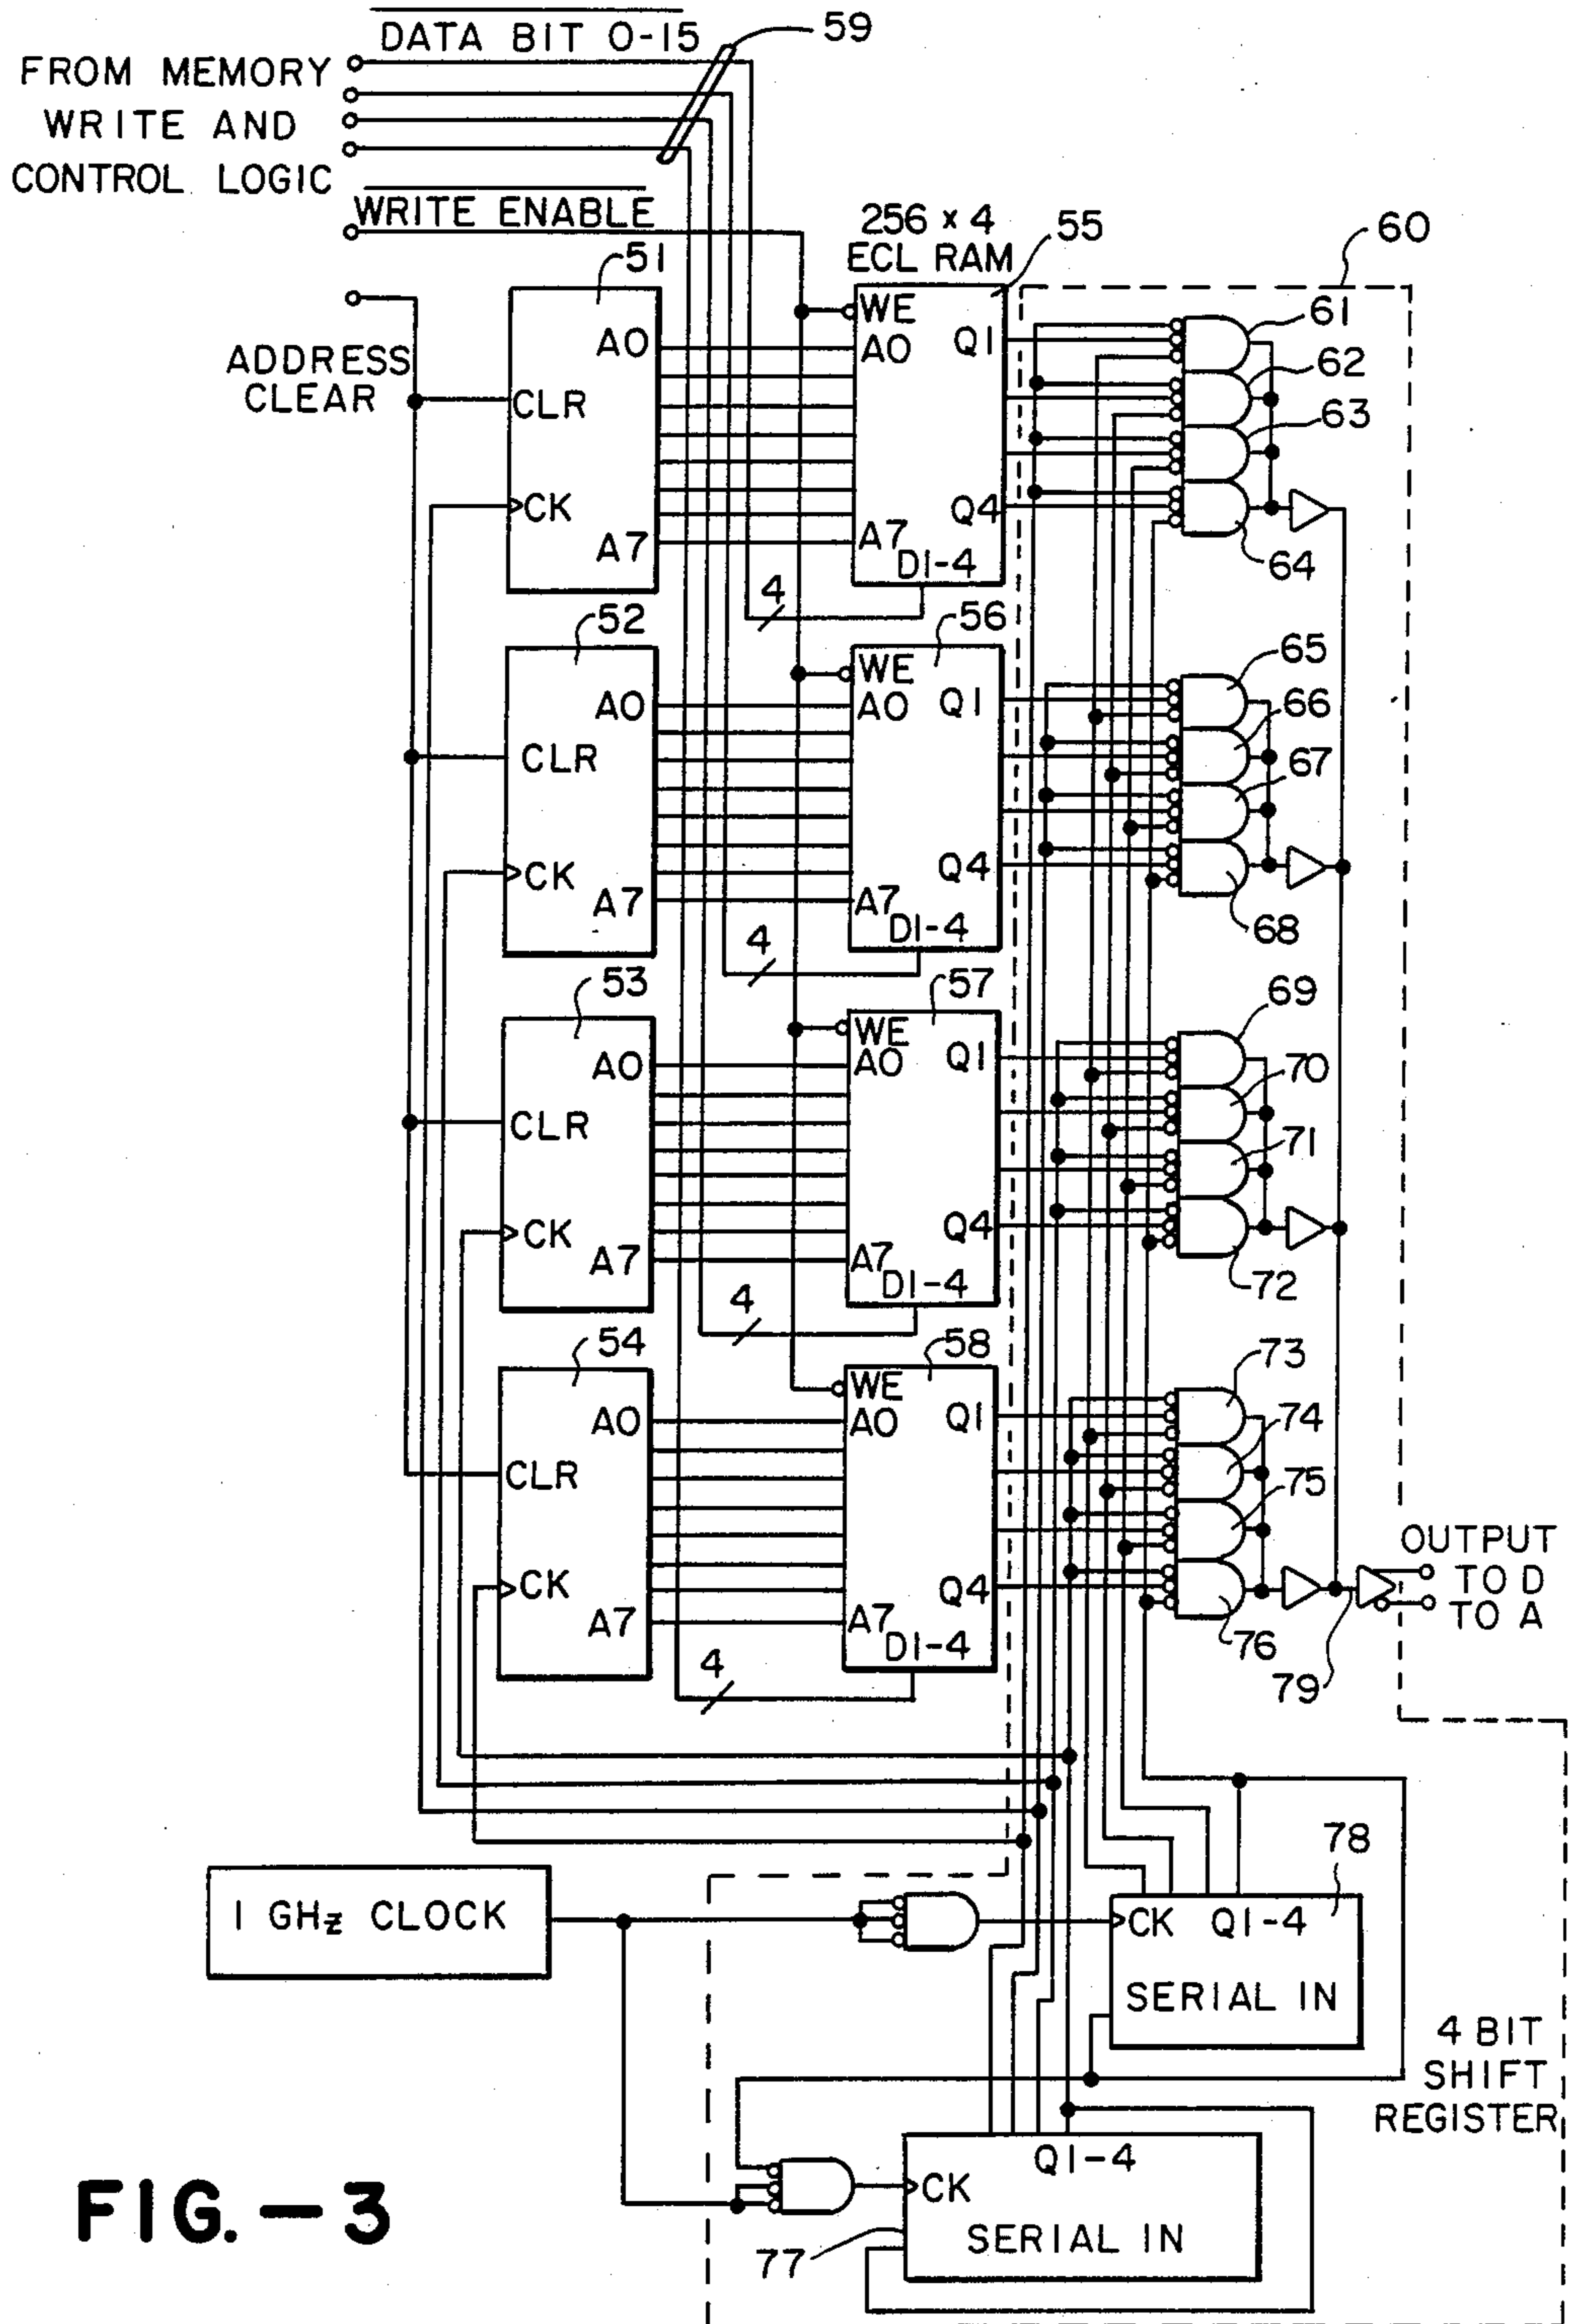 DATA BIT 0-15
59
FROM MEMORY
WRITE AND
CONTROL LOGIC
WRITE ENABLE
ADDRESS
CLEAR
256 x 4
ECL RAM
51
A0
CLR
CK
A7
55
WE
A0
Q1
Q4
A7
D1-4
4
60
61
62
63
64
52
A0
CLR
CK
A7
56
WE
A0
Q1
Q4
A7
D1-4
4
65
66
67
68
53
A0
CLR
CK
A7
57
WE
A0
Q1
Q4
A7
D1-4
4
69
70
71
72
54
A0
CLR
CK
A7
58
WE
A0
Q1
Q4
A7
D1-4
4
73
74
75
76
79
OUTPUT
TO D
TO A
1 GHz CLOCK
78
CK Q1-4
SERIAL IN
4 BIT
SHIFT
REGISTER
Q1-4
CK
SERIAL IN
77
FIG.-3